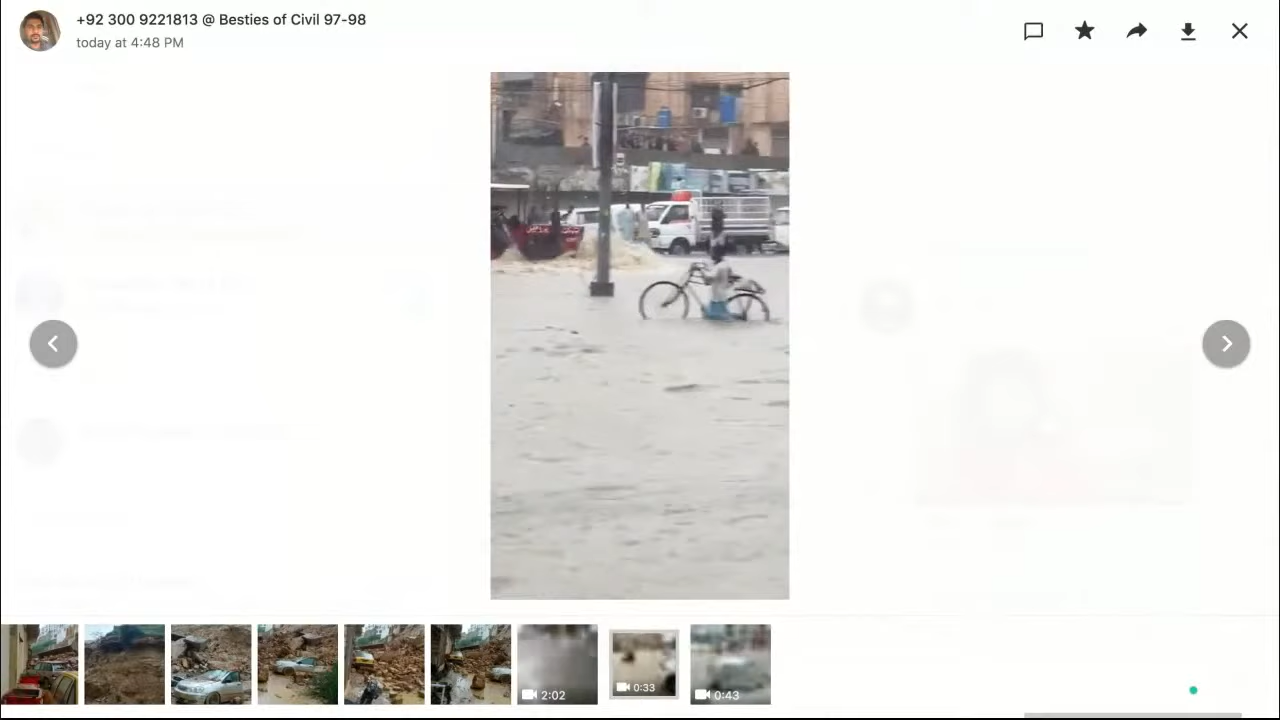 +92 300 9221813 @ Besties of Civil 97-98
today at 4:48 PM
2:02
0:33
0:43